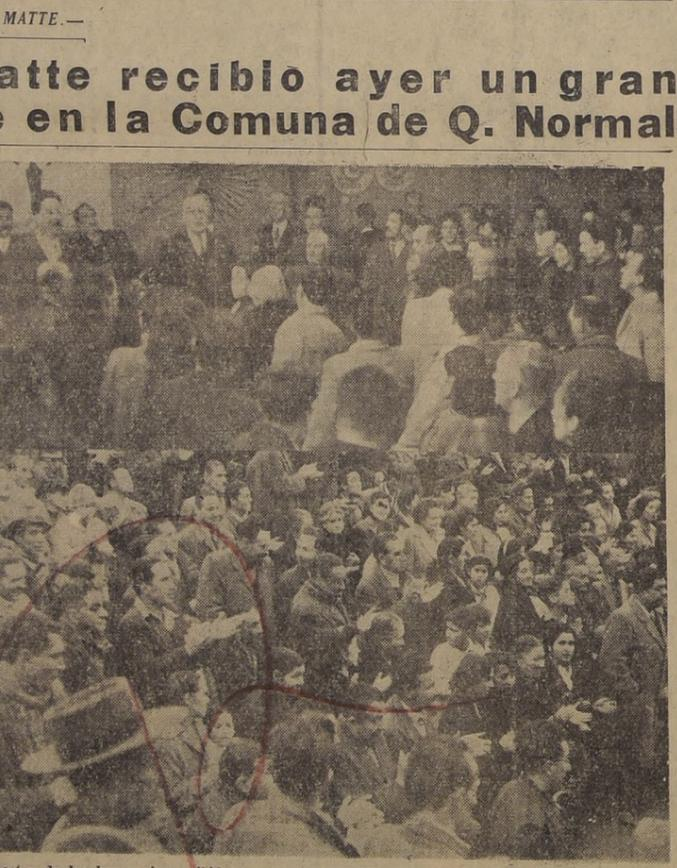 MATTE.—
atte recibio ayer un gran
e en la Comuna de Q. Normal